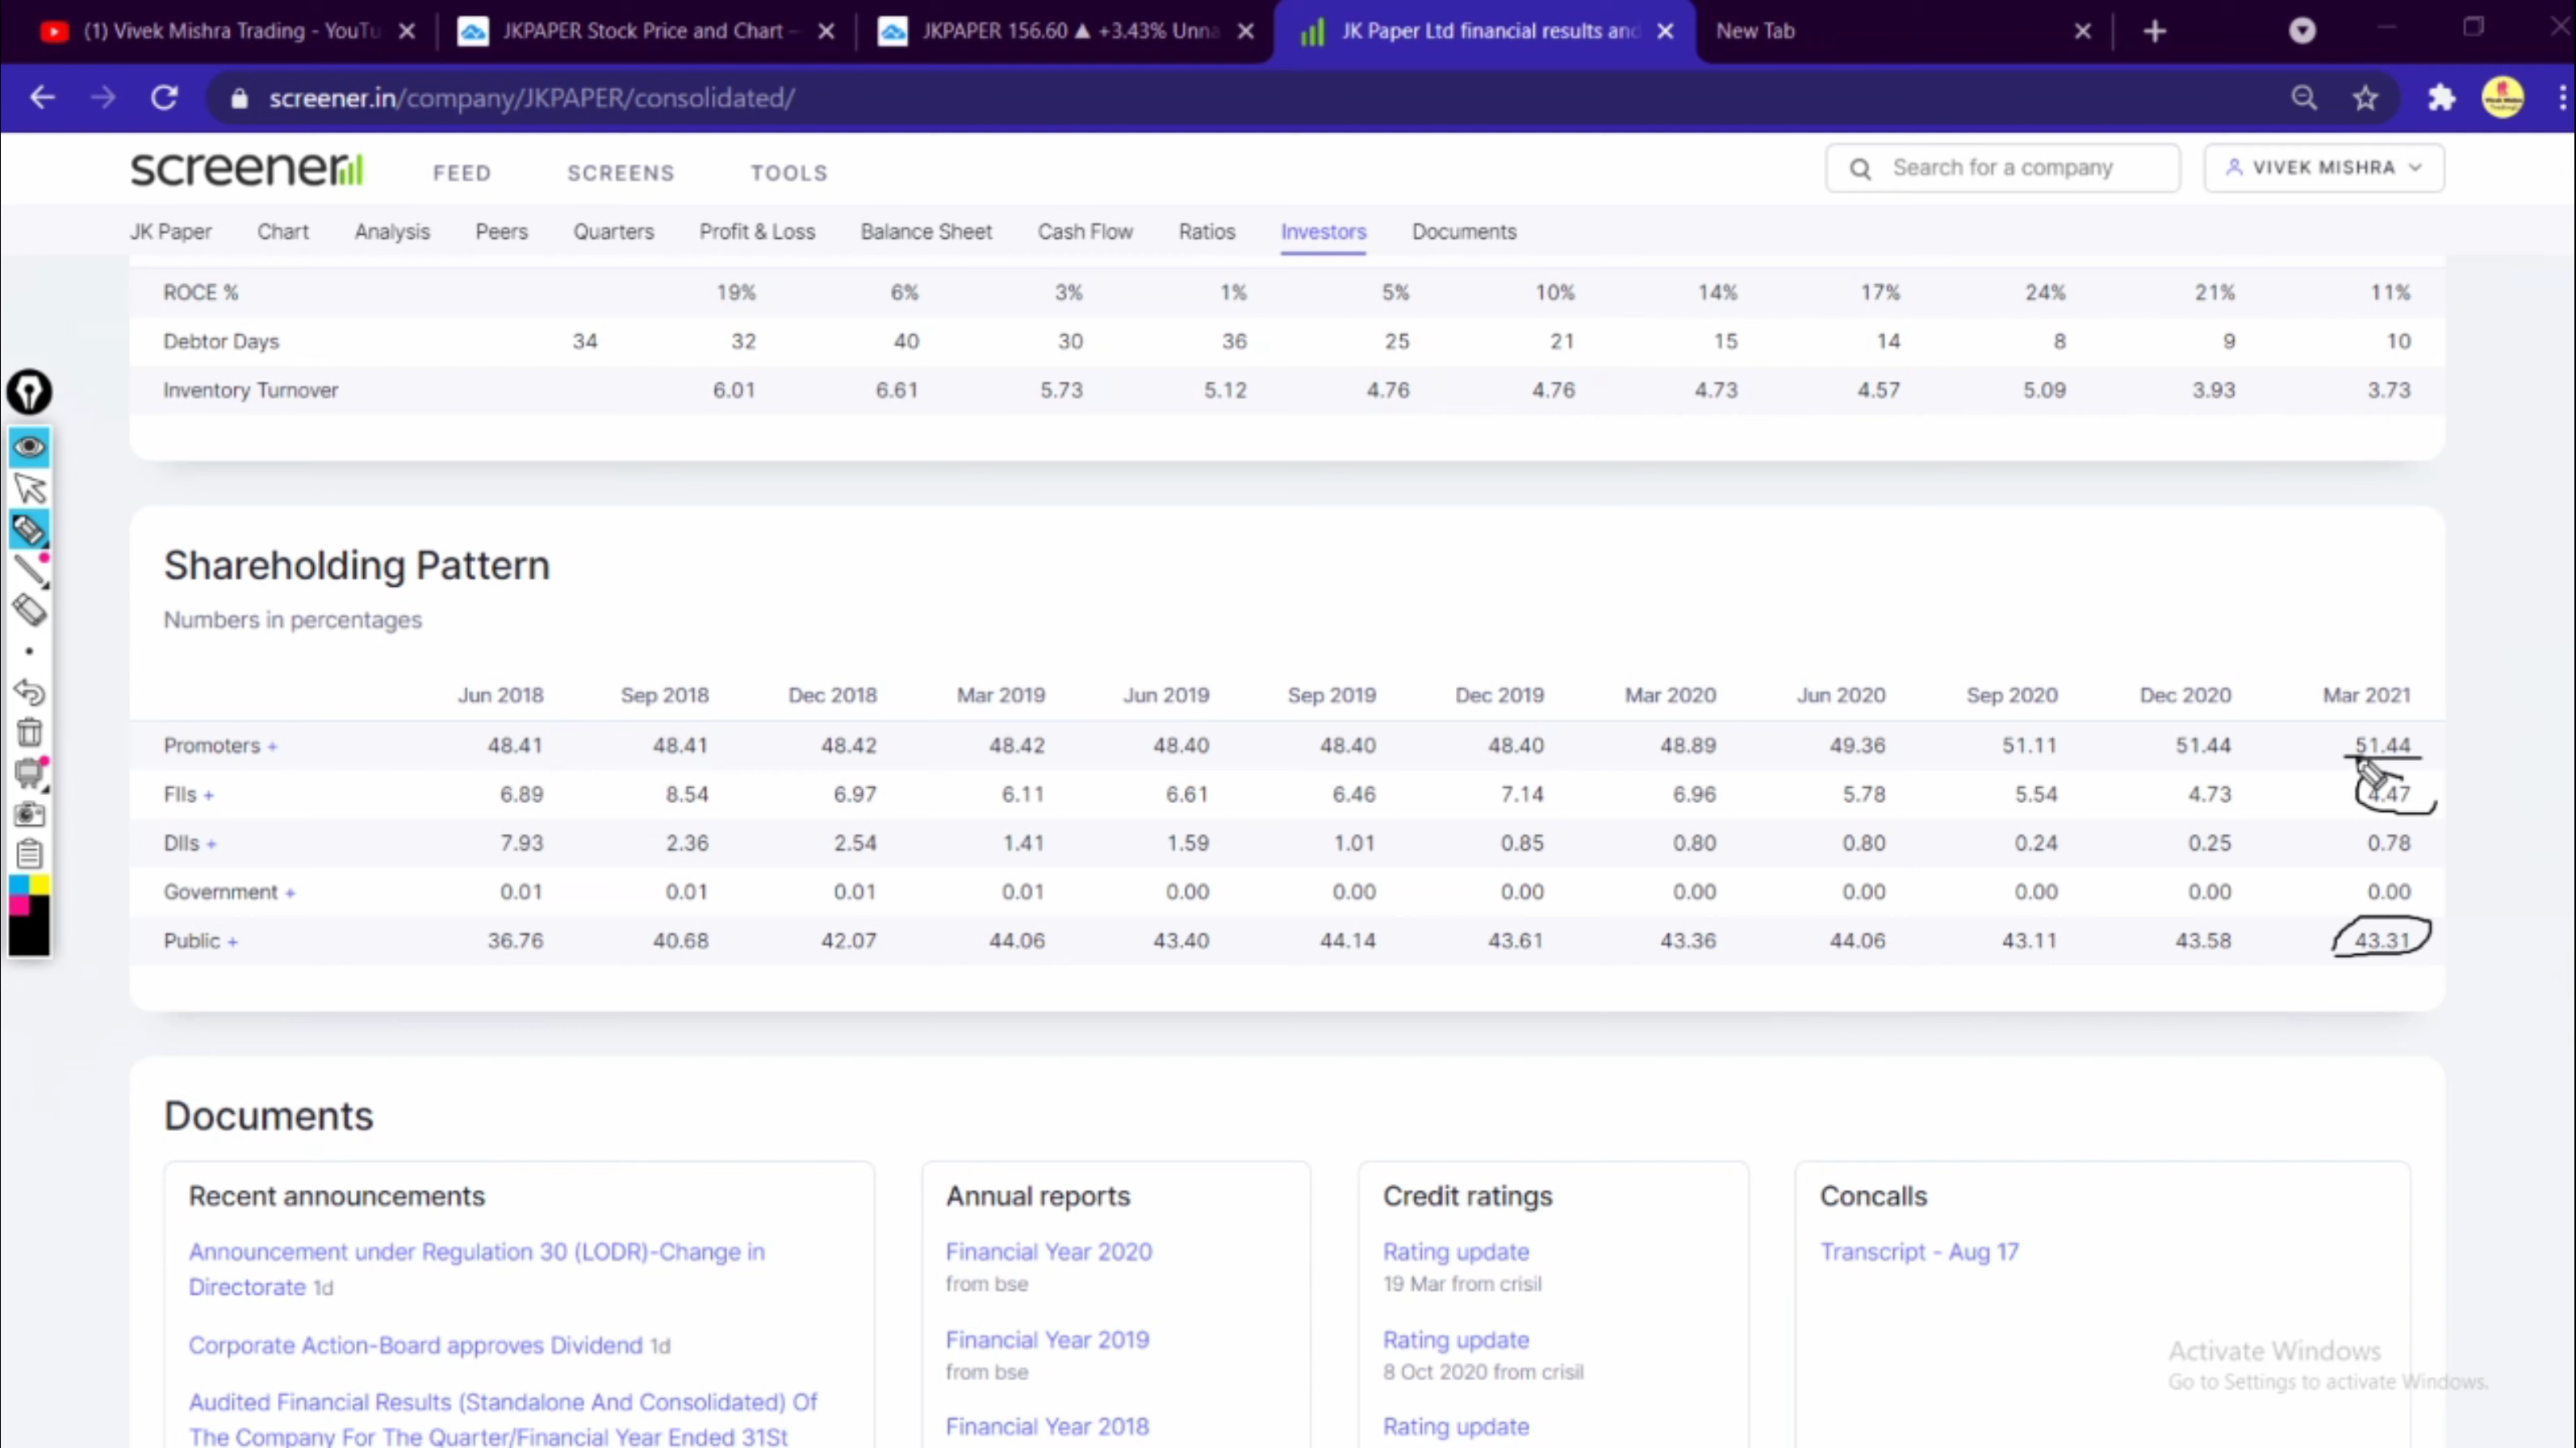 (1) Vivek Mishra Trading - YouTu
JKPAPER Stock Price and Chart —
JKPAPER 156.60 ▲ +3.43% Unna
JK Paper Ltd financial results and
New Tab
screener.in/company/JKPAPER/consolidated/
screener FEED SCREENS TOOLS Search for a company VIVEK MISHRA
JK Paper Chart Analysis Peers Quarters Profit & Loss Balance Sheet Cash Flow Ratios Investors Documents
ROCE % 19% 6% 3% 1% 5% 10% 14% 17% 24% 21% 11%
Debtor Days 34 32 40 30 36 25 21 15 14 8 9 10
Inventory Turnover 6.01 6.61 5.73 5.12 4.76 4.76 4.73 4.57 5.09 3.93 3.73
Shareholding Pattern
Numbers in percentages
Jun 2018 Sep 2018 Dec 2018 Mar 2019 Jun 2019 Sep 2019 Dec 2019 Mar 2020 Jun 2020 Sep 2020 Dec 2020 Mar 2021
Promoters + 48.41 48.41 48.42 48.42 48.40 48.40 48.40 48.89 49.36 51.11 51.44 51.44
FIIs + 6.89 8.54 6.97 6.11 6.61 6.46 7.14 6.96 5.78 5.54 4.73 4.47
DIIs + 7.93 2.36 2.54 1.41 1.59 1.01 0.85 0.80 0.80 0.24 0.25 0.78
Government + 0.01 0.01 0.01 0.01 0.00 0.00 0.00 0.00 0.00 0.00 0.00 0.00
Public + 36.76 40.68 42.07 44.06 43.40 44.14 43.61 43.36 44.06 43.11 43.58 43.31
Documents
Recent announcements
Announcement under Regulation 30 (LODR)-Change in
Directorate 1d
Corporate Action-Board approves Dividend 1d
Audited Financial Results (Standalone And Consolidated) Of
The Company For The Quarter/Financial Year Ended 31St
Annual reports
Financial Year 2020
from bse
Financial Year 2019
from bse
Financial Year 2018
Credit ratings
Rating update
19 Mar from crisil
Rating update
8 Oct 2020 from crisil
Rating update
Concalls
Transcript - Aug 17
Activate Windows
Go to Settings to activate Windows.